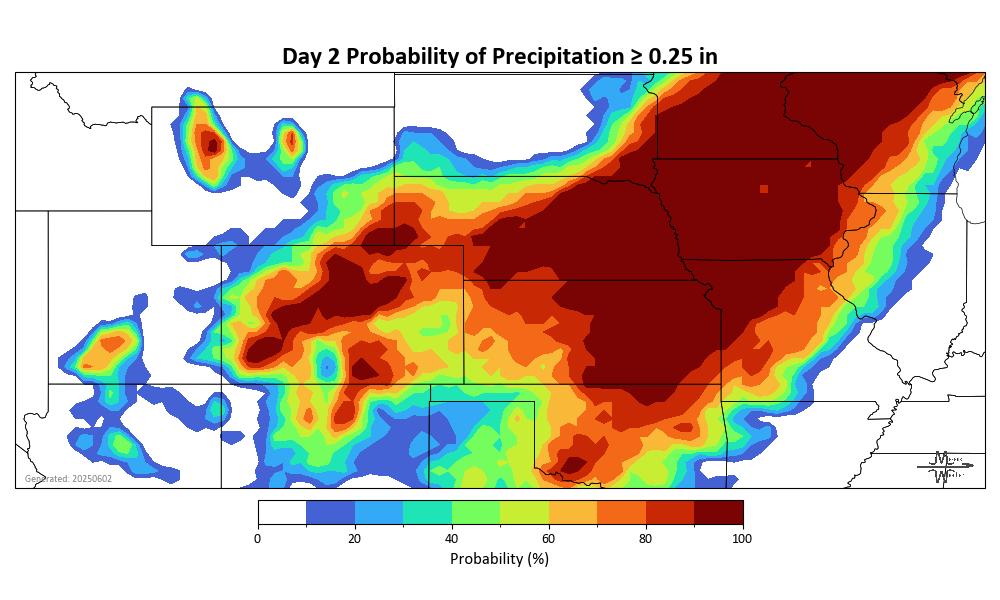 Day 2 Probability of Precipitation ≥ 0.25 in
Generated: 20250602
0 20 40 60 80 100
Probability (%)